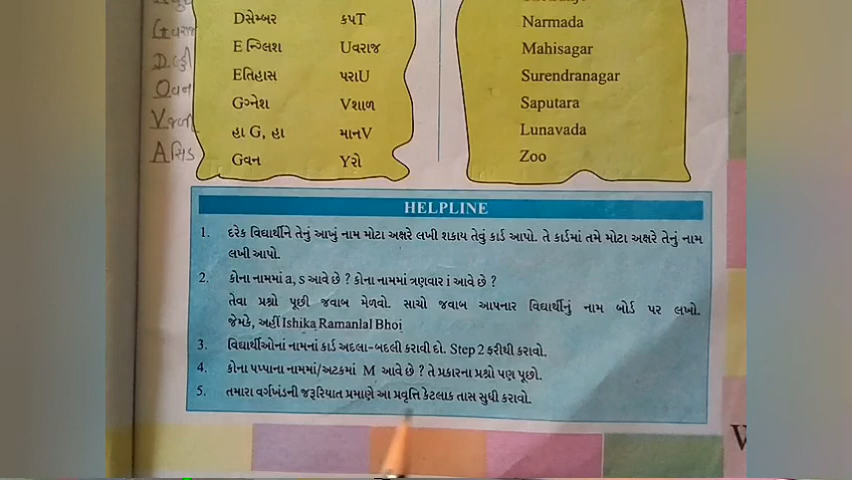 Gવરાજ
Dસેમ્બર કપT Narmada
E ન્ગ્લિશ Uવરાજ Mahisagar
Eતિહાસ પરાU Surendranagar
Oવન
Gગ્નેશ Vશાળ Saputara
હા G, હા માનV Lunavada
Aસિડ
Gવન Yરો Zoo
HELPLINE
1. દરેક વિદ્યાર્થીને તેનું આખું નામ મોટા અક્ષરે લખી શકાય તેવું કાર્ડ આપો. તે કાર્ડમાં તમે મોટા અક્ષરે તેનું નામ
લખી આપો.
2. કોના નામમાં a, s આવે છે ? કોના નામમાં ત્રણવાર i આવે છે ?
તેવા પ્રશ્નો પૂછી જવાબ મેળવો. સાચો જવાબ આપનાર વિદ્યાર્થીનું નામ બોર્ડ પર લખો.
જેમકે, અહીં Ishika Ramanlal Bhoi
3. વિદ્યાર્થીઓનાં નામનાં કાર્ડ અદલા-બદલી કરાવી દો. Step 2 ફરીથી કરાવો.
4. કોના પપ્પાના નામમાં/અટકમાં M આવે છે ? તે પ્રકારના પ્રશ્નો પણ પૂછો.
5. તમારા વર્ગખંડની જરૂરિયાત પ્રમાણે આ પ્રવૃત્તિ કેટલાક તાસ સુધી કરાવો.